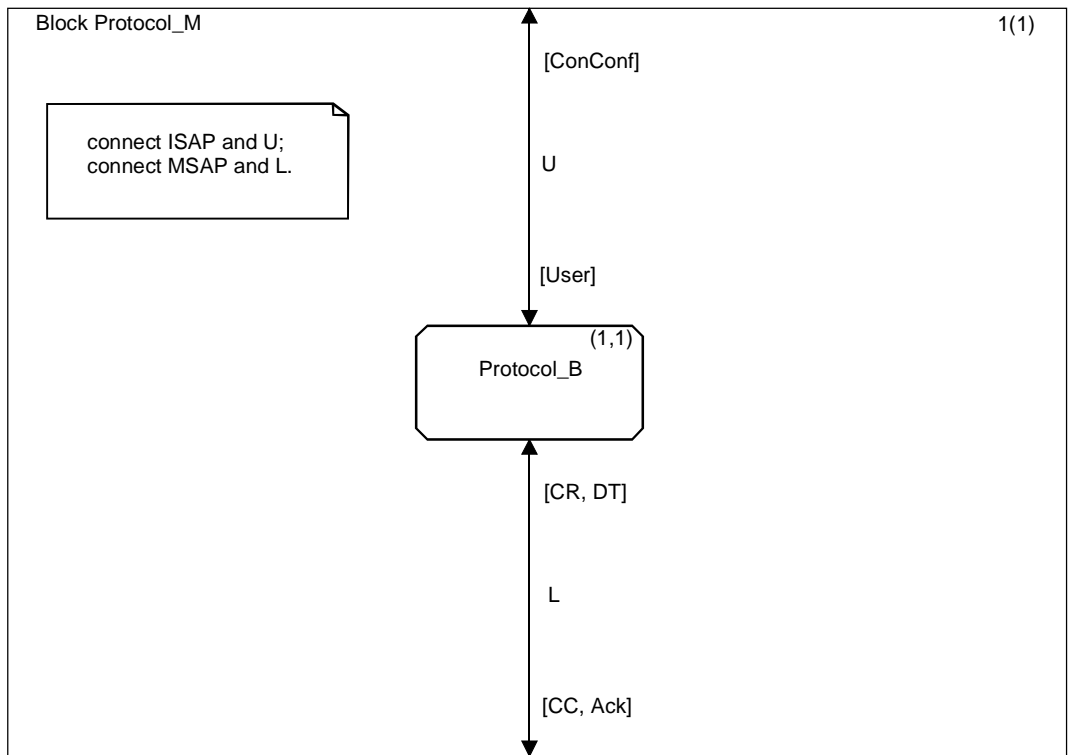 Block Protocol_M
1(1)
[ConConf]
connect ISAP and U;
connect MSAP and L.
U
[User]
(1,1)
Protocol_B
[CR, DT]
L
[CC, Ack]